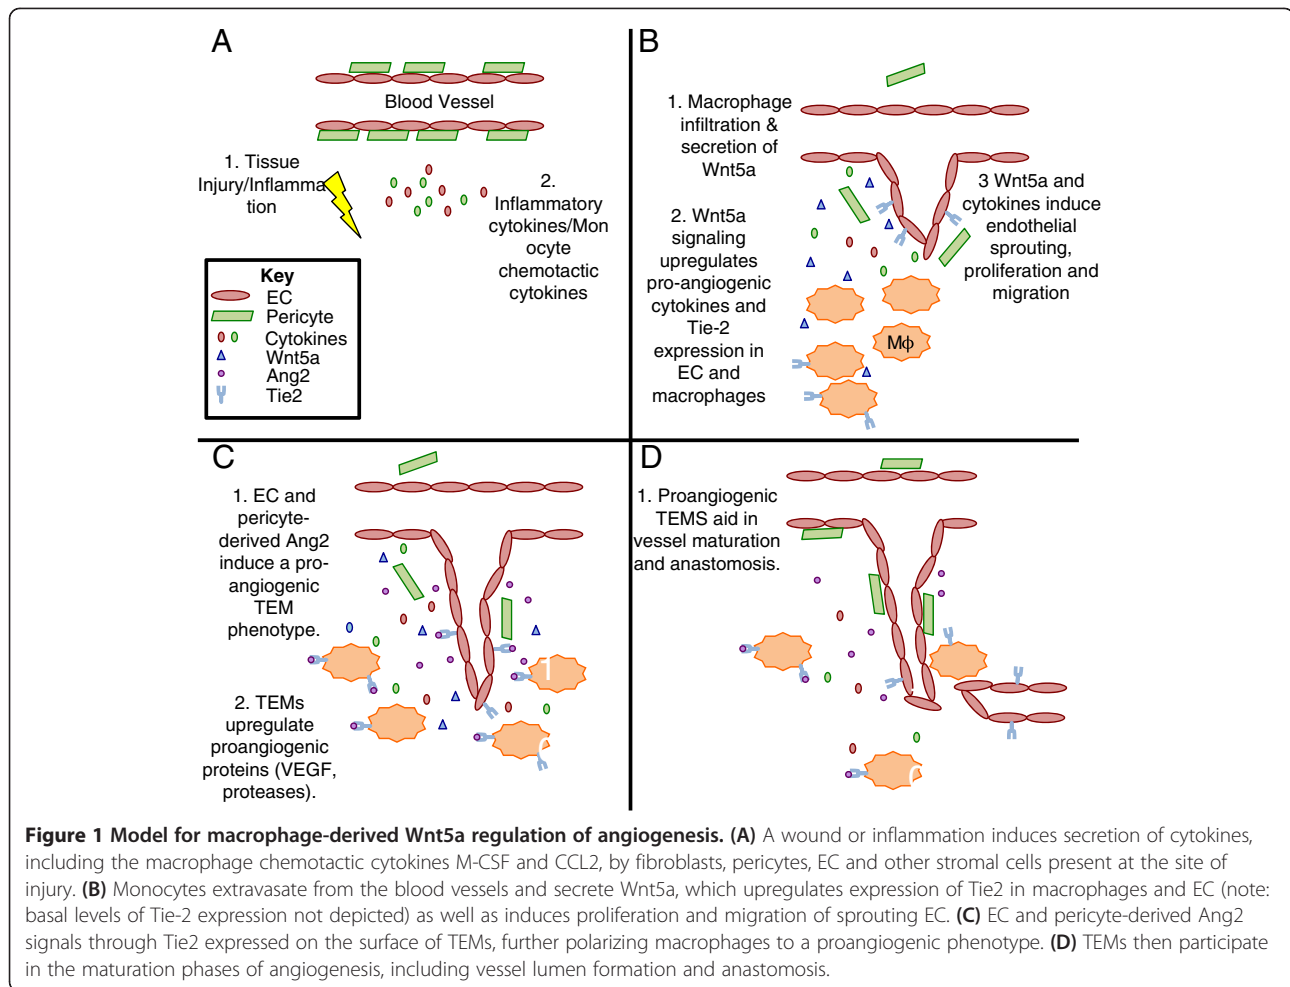 A
Blood Vessel
1. Tissue
Injury/Inflamma
tion
2.
Inflammatory
cytokines/Mon
ocyte
chemotactic
cytokines
Key
EC
Pericyte
Cytokines
Wnt5a
Ang2
Tie2
B
1. Macrophage
infiltration &
secretion of
Wnt5a
2. Wnt5a
signaling
upregulates
pro-angiogenic
cytokines and
Tie-2
expression in
EC and
macrophages
3 Wnt5a and
cytokines induce
endothelial
sprouting,
proliferation and
migration
Mϕ
C
1. EC and
pericyte-
derived Ang2
induce a pro-
angiogenic
TEM
phenotype.
2. TEMs
upregulate
proangiogenic
proteins (VEGF,
proteases).
D
1. Proangiogenic
TEMS aid in
vessel maturation
and anastomosis.
Figure 1 Model for macrophage-derived Wnt5a regulation of angiogenesis. (A) A wound or inflammation induces secretion of cytokines,
including the macrophage chemotactic cytokines M-CSF and CCL2, by fibroblasts, pericytes, EC and other stromal cells present at the site of
injury. (B) Monocytes extravasate from the blood vessels and secrete Wnt5a, which upregulates expression of Tie2 in macrophages and EC (note:
basal levels of Tie-2 expression not depicted) as well as induces proliferation and migration of sprouting EC. (C) EC and pericyte-derived Ang2
signals through Tie2 expressed on the surface of TEMs, further polarizing macrophages to a proangiogenic phenotype. (D) TEMs then participate
in the maturation phases of angiogenesis, including vessel lumen formation and anastomosis.